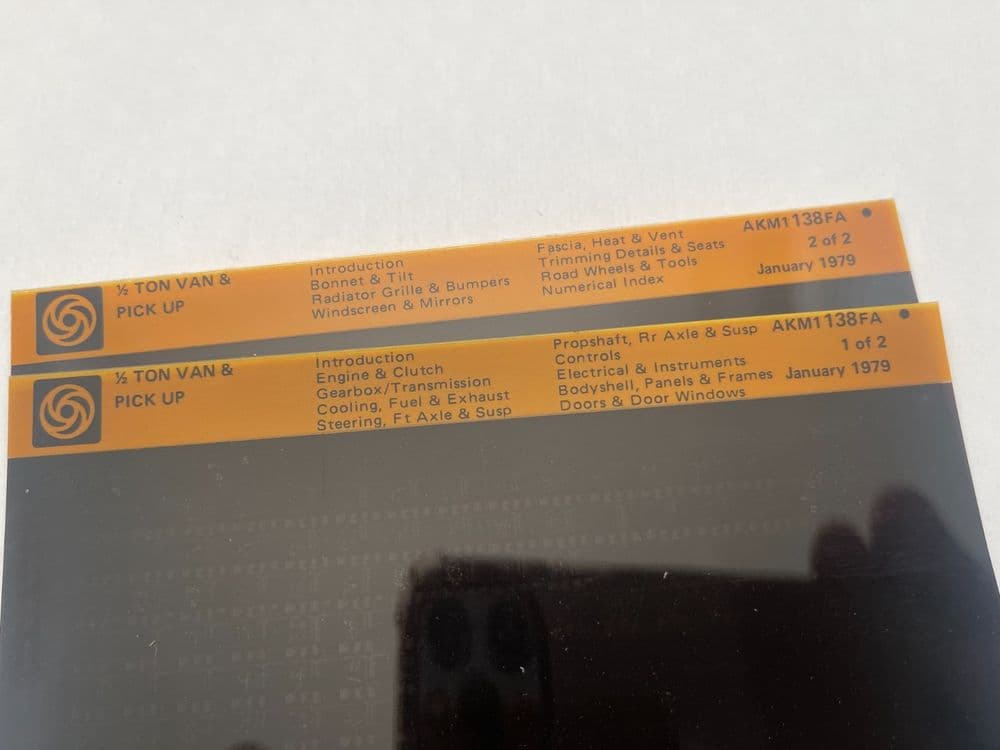 ½ TON VAN &
PICK UP
Introduction
Bonnet & Tilt
Radiator Grille & Bumpers
Windscreen & Mirrors
Fascia, Heat & Vent
Trimming Details & Seats
Road Wheels & Tools
Numerical Index
AKM1138FA
2 of 2
January 1979
½ TON VAN &
PICK UP
Introduction
Engine & Clutch
Gearbox/Transmission
Cooling, Fuel & Exhaust
Steering, Ft Axle & Susp
Propshaft, Rr Axle & Susp
Controls
Electrical & Instruments
Bodyshell, Panels & Frames
Doors & Door Windows
AKM1138FA
1 of 2
January 1979